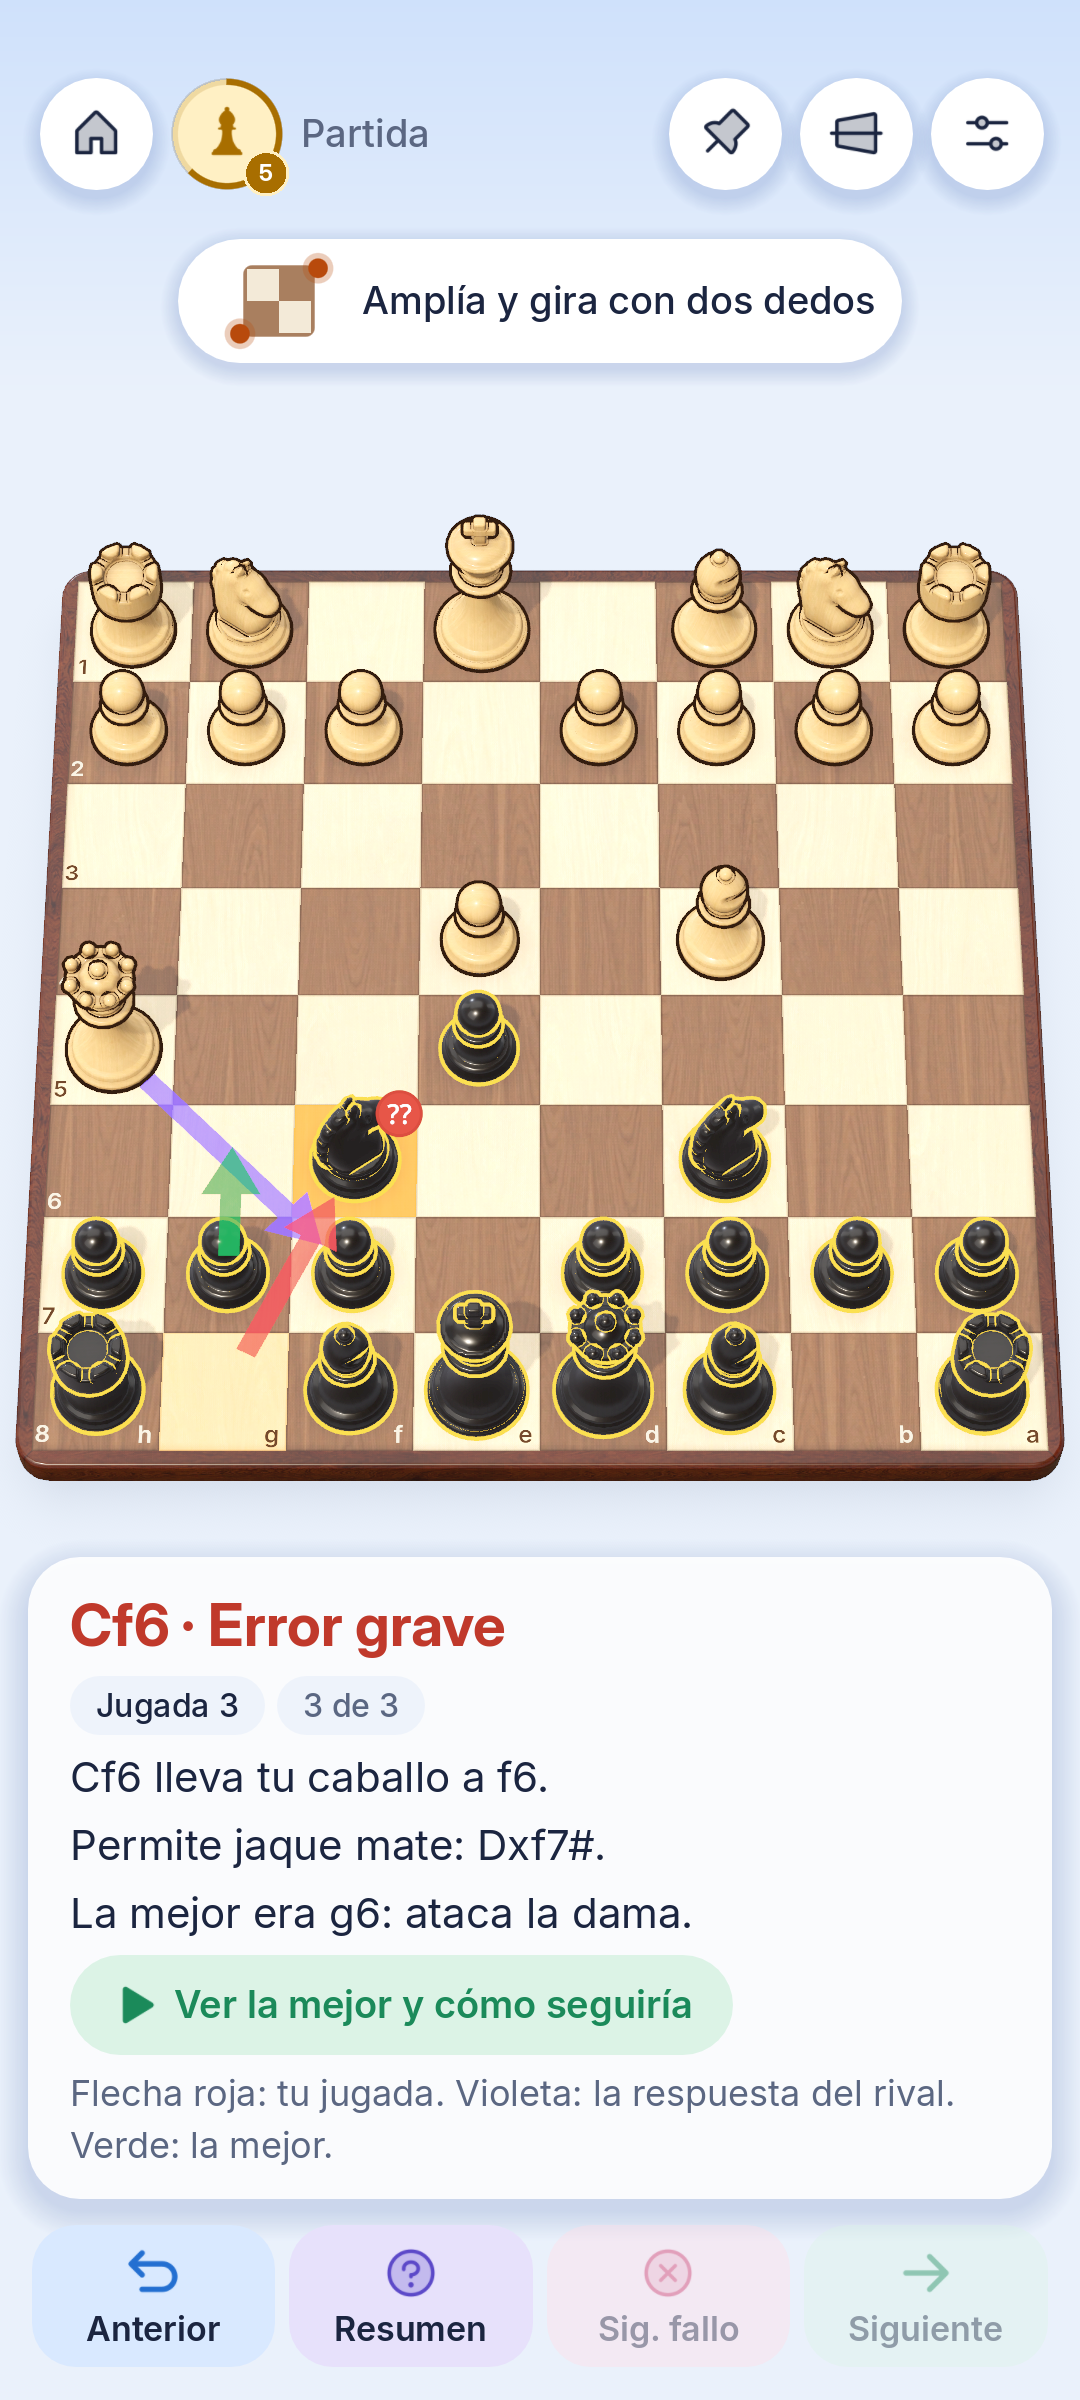 Partida
5
Amplía y gira con dos dedos
1
2
3
5
??
6
7
8 h g f e d c b a
Cf6 · Error grave
Jugada 3 3 de 3
Cf6 lleva tu caballo a f6.
Permite jaque mate: Dxf7#.
La mejor era g6: ataca la dama.
Ver la mejor y cómo seguiría
Flecha roja: tu jugada. Violeta: la respuesta del rival.
Verde: la mejor.
Anterior Resumen Sig. fallo Siguiente